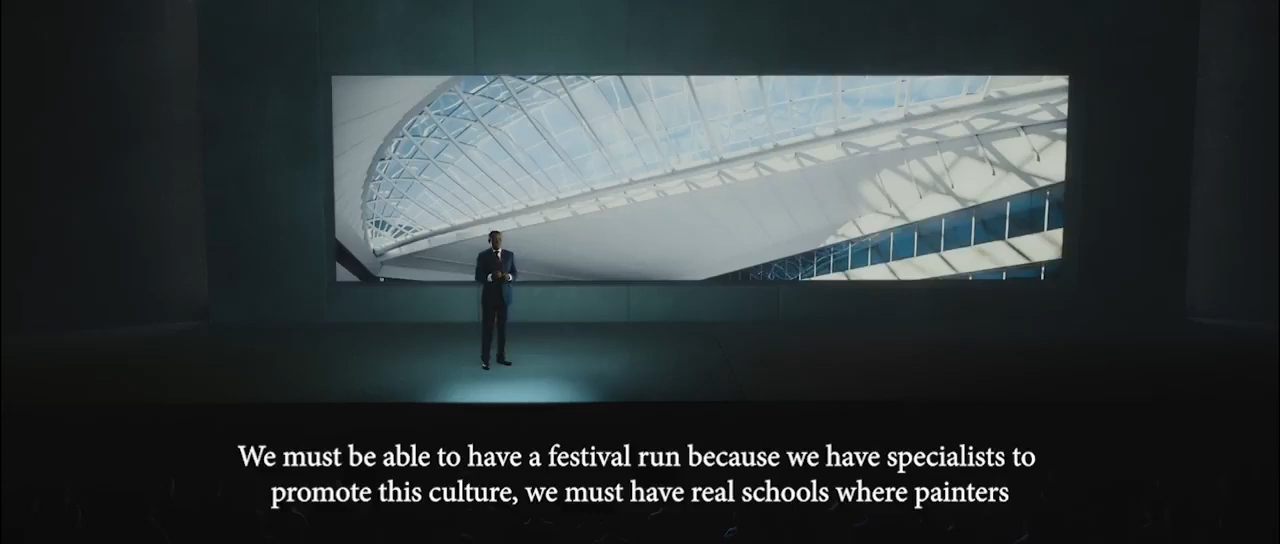 We must be able to have a festival run because we have specialists to
promote this culture, we must have real schools where painters